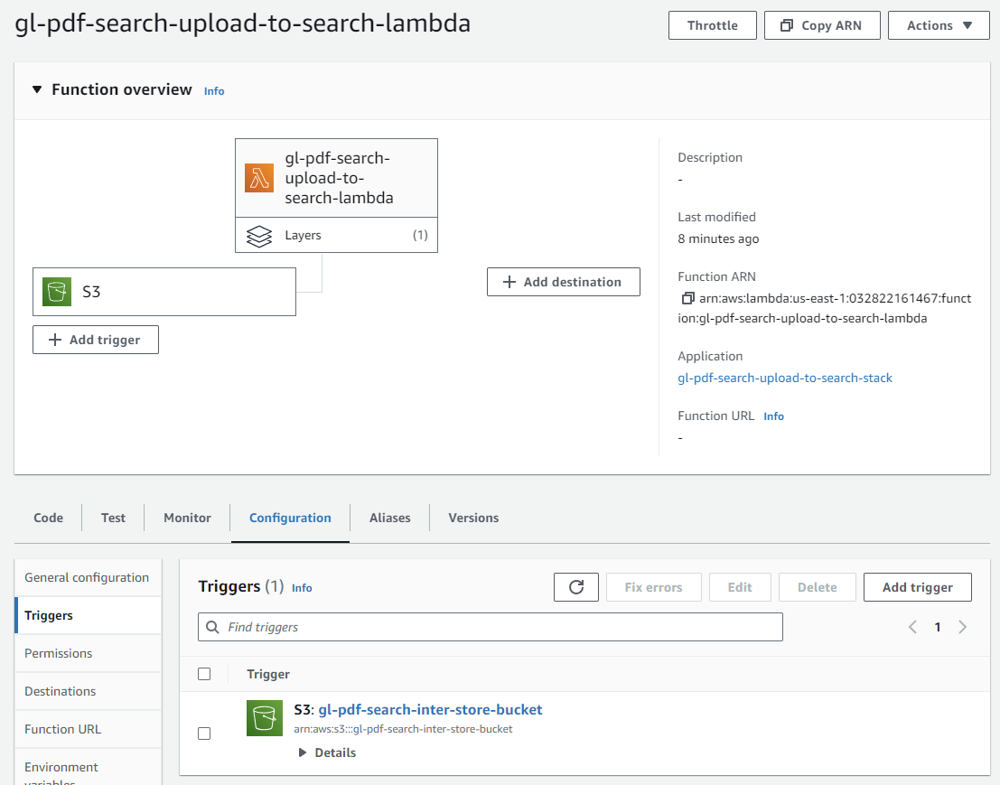 gl-pdf-search-upload-to-search-lambda
Throttle
Copy ARN
Actions
Function overview Info
gl-pdf-search-
upload-to-
search-lambda
Layers (1)
S3
Add trigger
Add destination
Description
-
Last modified
8 minutes ago
Function ARN
arn:aws:lambda:us-east-1:032822161467:funct
ion:gl-pdf-search-upload-to-search-lambda
Application
gl-pdf-search-upload-to-search-stack
Function URL Info
-
Code
Test
Monitor
Configuration
Aliases
Versions
General configuration
Triggers
Permissions
Destinations
Function URL
Environment
variables
Triggers (1) Info
Fix errors
Edit
Delete
Add trigger
Find triggers
1
Trigger
S3: gl-pdf-search-inter-store-bucket
arn:aws:s3:::gl-pdf-search-inter-store-bucket
Details